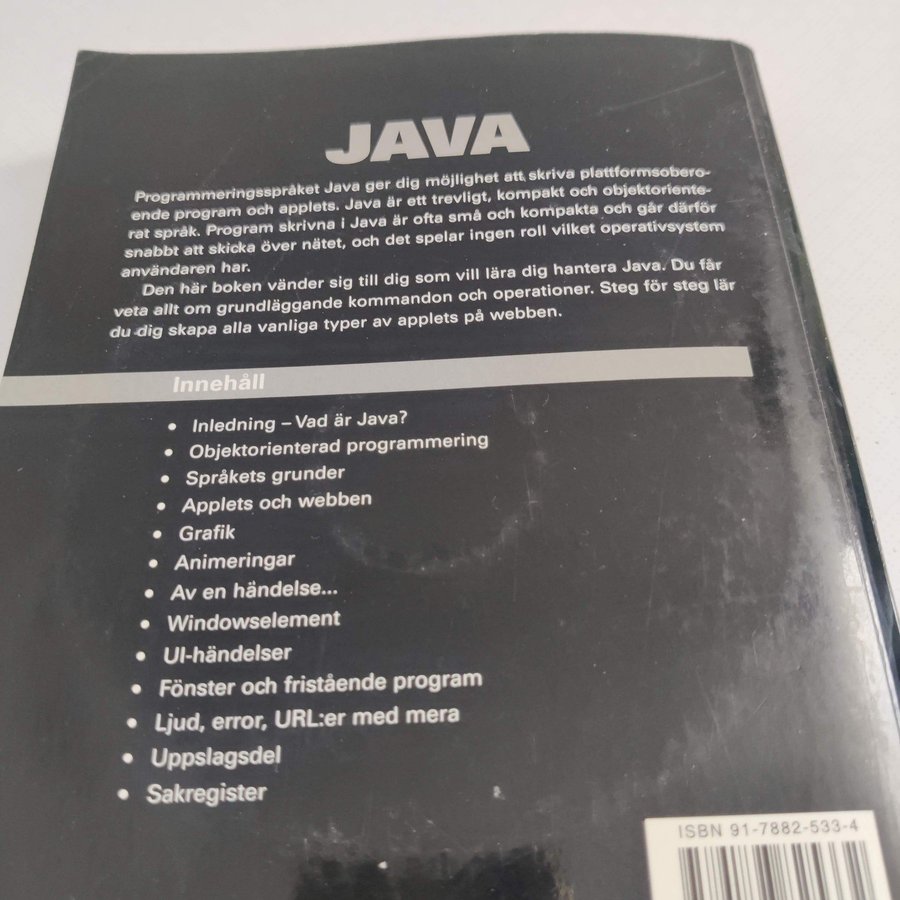 JAVA
Programmeringsspråket Java ger dig möjlighet att skriva plattformsobero-
ende program och applets. Java är ett trevligt, kompakt och objektoriente-
rat språk. Program skrivna i Java är ofta små och kompakta och går därför
snabbt att skicka över nätet, och det spelar ingen roll vilket operativsystem
användaren har.
Den här boken vänder sig till dig som vill lära dig hantera Java. Du får
veta allt om grundläggande kommandon och operationer. Steg för steg lär
du dig skapa alla vanliga typer av applets på webben.
Innehåll
• Inledning – Vad är Java?
• Objektorienterad programmering
• Språkets grunder
• Applets och webben
• Grafik
• Animeringar
• Av en händelse...
• Windowselement
• UI-händelser
• Fönster och fristående program
• Ljud, error, URL:er med mera
• Uppslagsdel
• Sakregister
ISBN 91-7882-533-4